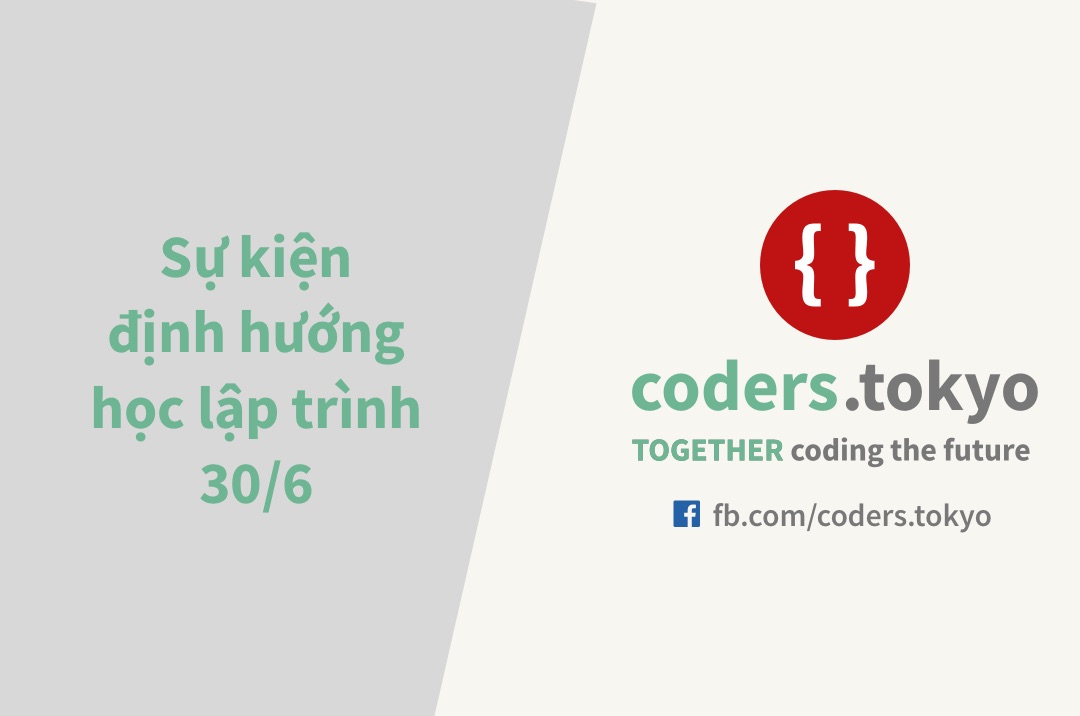 Sự kiện
định hướng
học lập trình
30/6
{ }
coders.tokyo
TOGETHER coding the future
fb.com/coders.tokyo